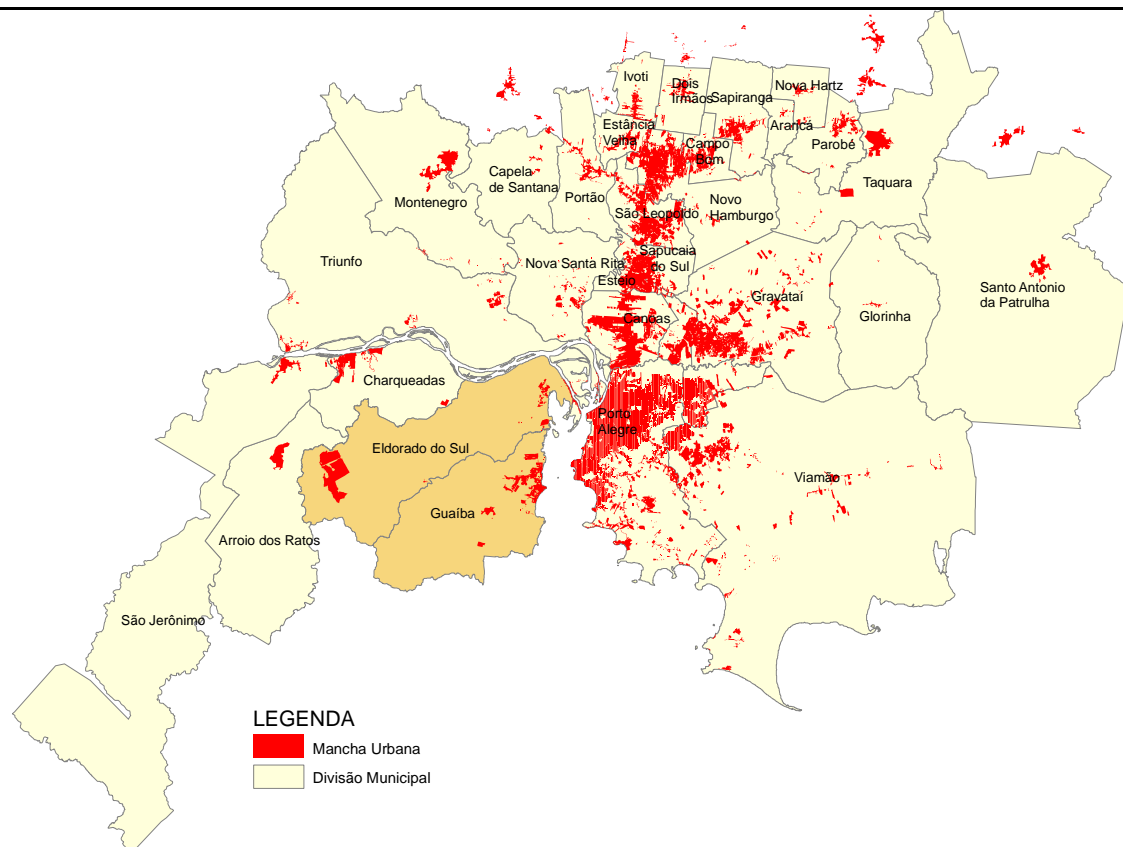 Ivoti
Dois
Irmãos
Sapiranga
Nova Hartz
Estância
Velha
Araricá
Campo
Bom
Parobé
Taquara
Capela
de Santana
Montenegro
Portão
São Leopoldo
Novo
Hamburgo
Triunfo
Nova Santa Rita
Sapucaia
do Sul
Esteio
Canoas
Gravataí
Glorinha
Santo Antonio
da Patrulha
Charqueadas
Porto
Alegre
Eldorado do Sul
Viamão
Guaíba
Arroio dos Ratos
São Jerônimo
LEGENDA
Mancha Urbana
Divisão Municipal